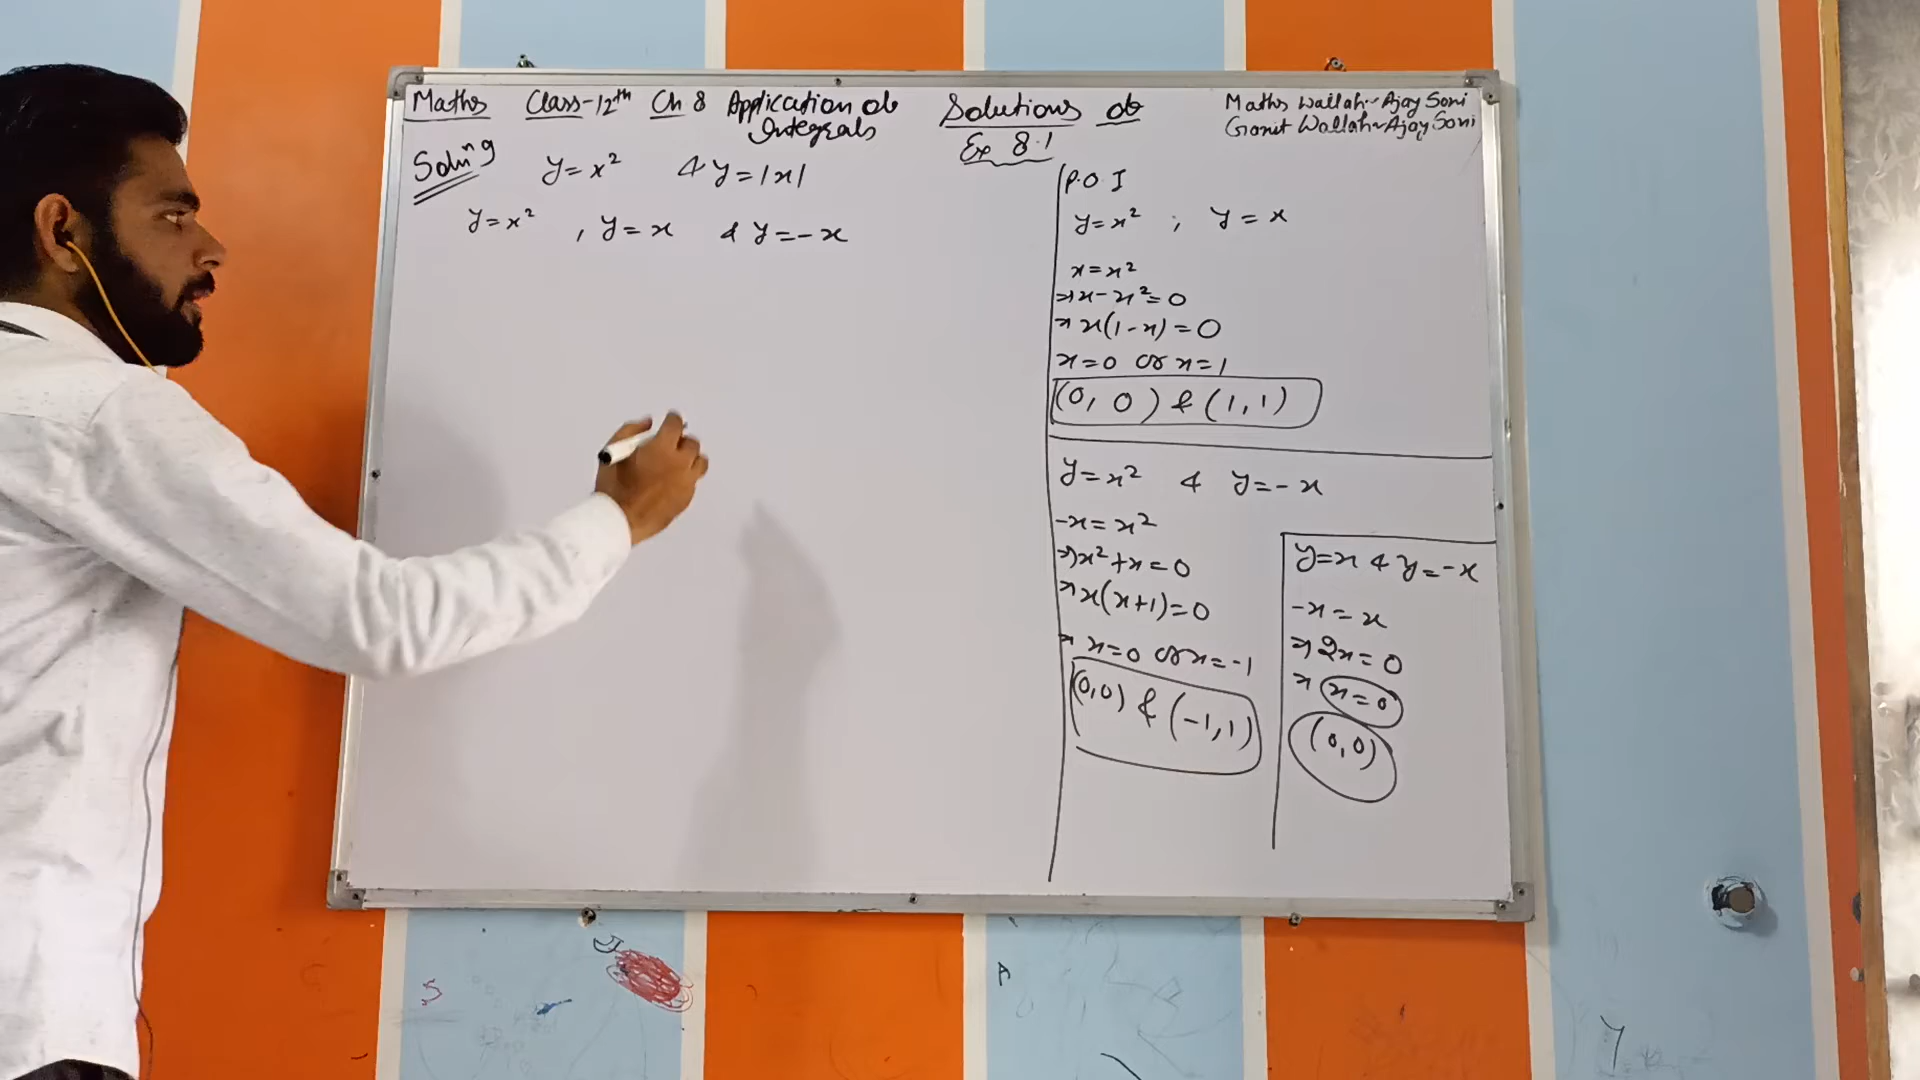 Maths Class-12th Ch 8 Application of Integrals
Solutions of Ex 8.1
Maths Wallah~Ajay Soni
Ganit Wallah~Ajay Soni
Soln 9
y=x² & y=|x|
y=x² , y=x & y=-x
P.O I
y=x² ; y=x
x=x²
⇒x-x²=0
⇒x(1-x)=0
x=0 or x=1
(0, 0) & (1,1)
y=x² & y=-x
-x=x²
⇒x²+x=0
⇒x(x+1)=0
⇒x=0 or x=-1
(0,0) & (-1,1)
y=x & y=-x
-x=x
⇒2x=0
⇒x=0
(0,0)
S
A